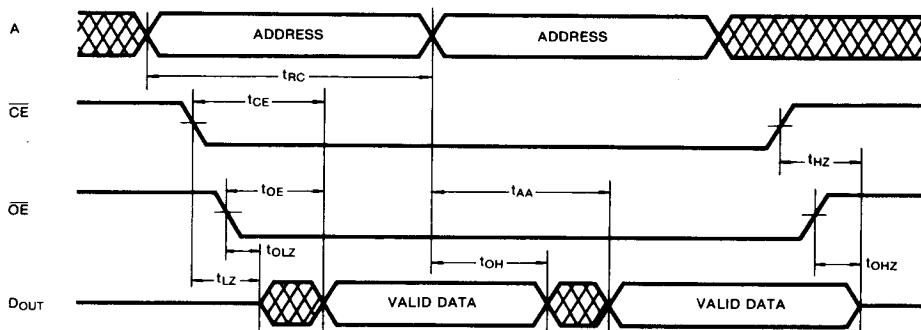 A
ADDRESS
ADDRESS
tRC
CE
tCE
tHZ
OE
tOE
tAA
tOLZ
tOH
tOHZ
tLZ
DOUT
VALID DATA
VALID DATA